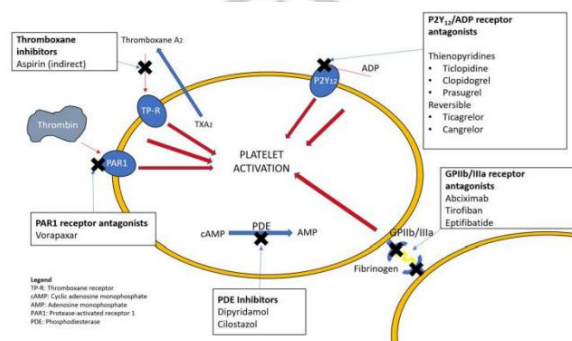 Thromboxane
inhibitors
Aspirin (indirect)
Thromboxane A2
P2Y12/ADP receptor
antagonists
Thienopyridines
• Ticlopidine
• Clopidogrel
• Prasugrel
Reversible
• Ticagrelor
• Cangrelor
ADP
P2Y12
TP-R
TXA2
Thrombin
PAR1
PLATELET
ACTIVATION
PAR1 receptor antagonists
Vorapaxar
GPIIb/IIIa receptor
antagonists
Abciximab
Tirofiban
Eptifibatide
cAMP
PDE
AMP
GPIIb/IIIa
Fibrinogen
PDE Inhibitors
Dipyridamol
Cilostazol
Legend
TP-R: Thromboxane receptor
cAMP: Cyclic adenosine monophosphate
AMP: Adenosine monophosphate
PAR1: Protease-activated receptor 1
PDE: Phosphodiesterase